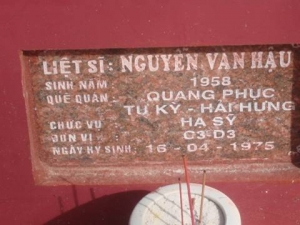 LIỆT SĨ: NGUYỄN VĂN HẬU
SINH NĂM: 1958
QUÊ QUÁN: QUANG PHỤC
TỨ KỲ - HẢI HƯNG
CHỨC VỤ: HẠ SỸ
ĐƠN VỊ: C3-D3
NGÀY HY SINH: 16-04-1975